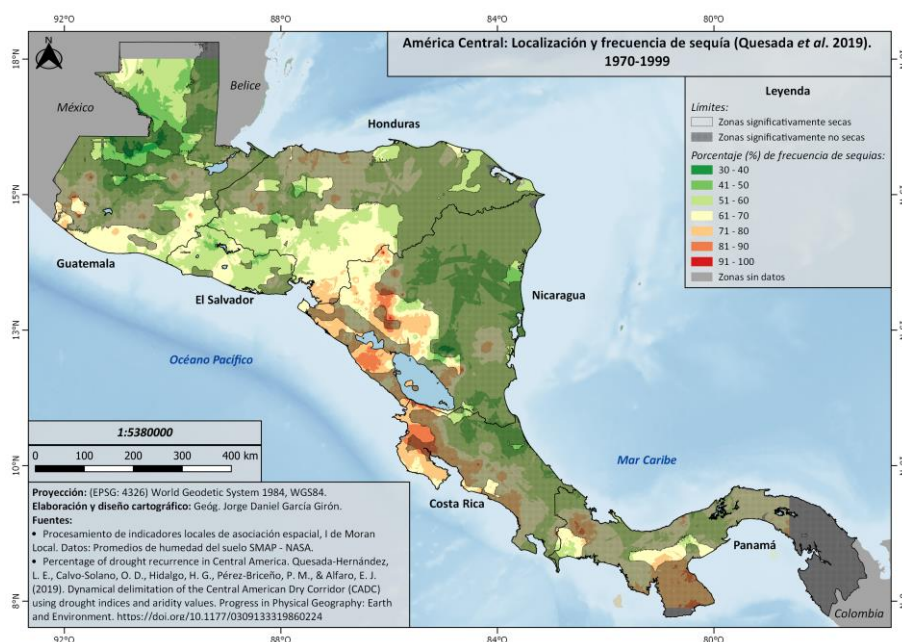 92°O
88°O
84°O
80°O
América Central: Localización y frecuencia de sequía (Quesada et al. 2019).
1970-1999
N
18°N
México
Belice
Honduras
Guatemala
El Salvador
Nicaragua
Costa Rica
Panamá
Colombia
Océano Pacífico
Mar Caribe
15°N
13°N
10°N
8°N
Leyenda
Límites:
Zonas significativamente secas
Zonas significativamente no secas
Porcentaje (%) de frecuencia de sequias:
30 - 40
41 - 50
51 - 60
61 - 70
71 - 80
81 - 90
91 - 100
Zonas sin datos
1:5380000
0 100 200 300 400 km
Proyección: (EPSG: 4326) World Geodetic System 1984, WGS84.
Elaboración y diseño cartográfico: Geóg. Jorge Daniel García Girón.
Fuentes:
• Procesamiento de indicadores locales de asociación espacial, I de Moran
Local. Datos: Promedios de humedad del suelo SMAP - NASA.
• Percentage of drought recurrence in Central America. Quesada-Hernández,
L. E., Calvo-Solano, O. D., Hidalgo, H. G., Pérez-Briceño, P. M., & Alfaro, E. J.
(2019). Dynamical delimitation of the Central American Dry Corridor (CADC)
using drought indices and aridity values. Progress in Physical Geography: Earth
and Environment. https://doi.org/10.1177/0309133319860224
92°O
88°O
84°O
80°O